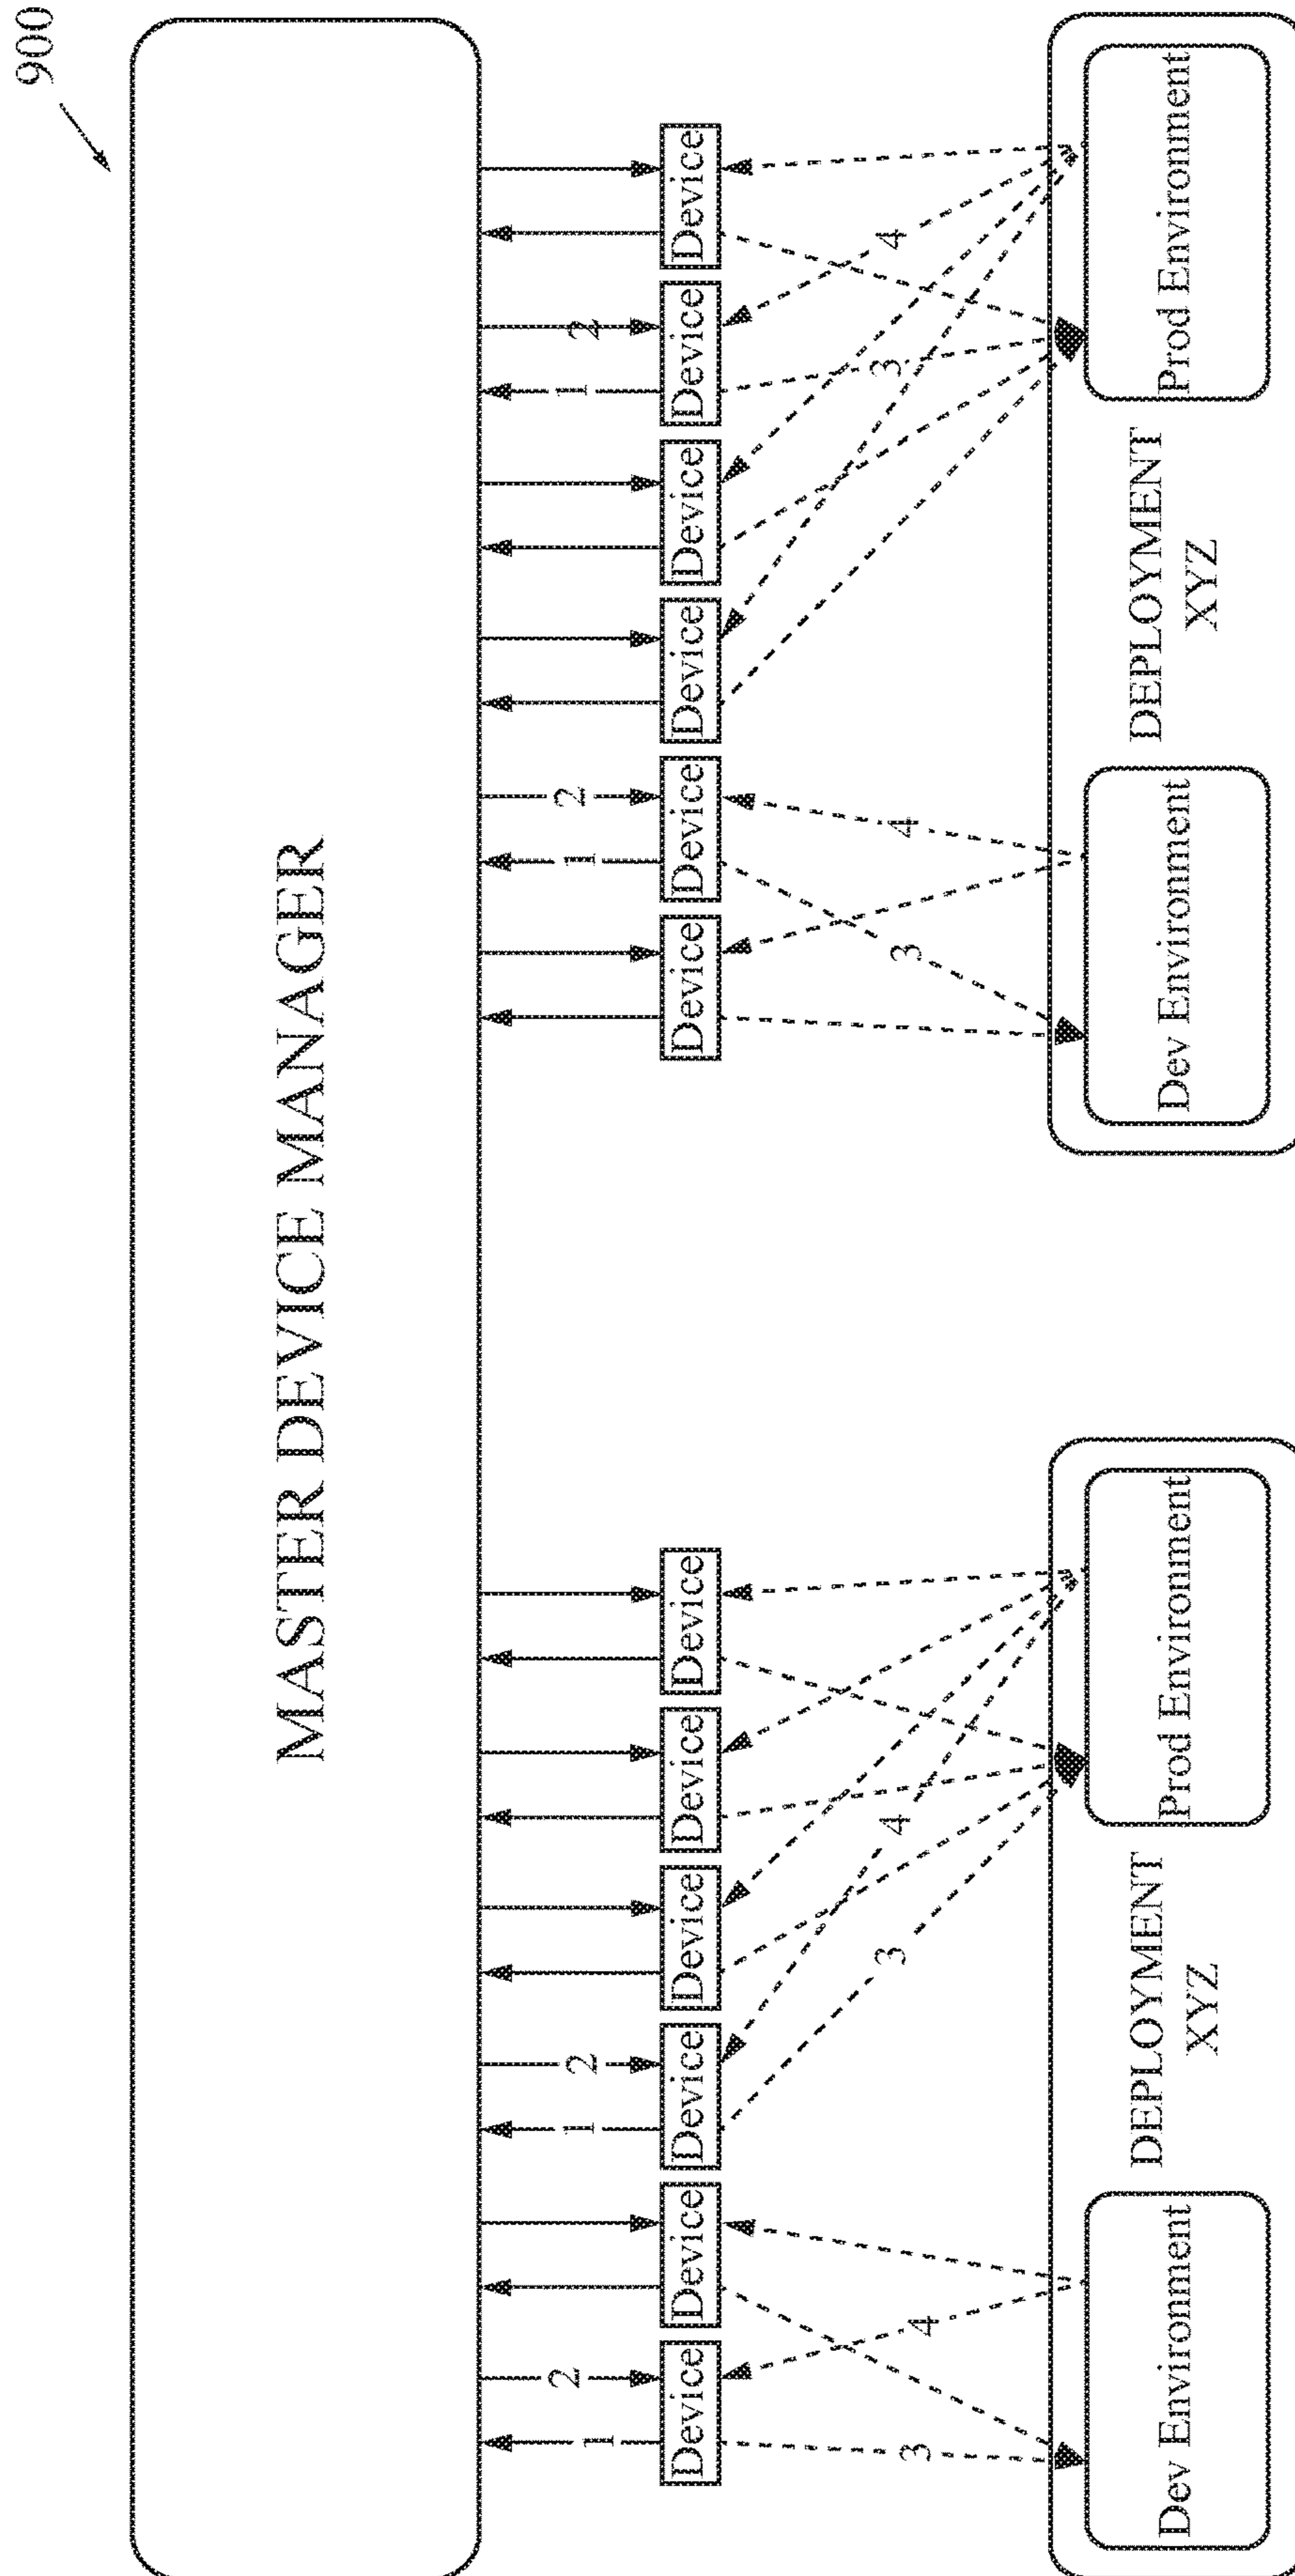 900
MASTER DEVICE MANAGER
1 2 1 2 1 2 1 2
Device Device Device Device Device Device Device Device Device Device Device Device
3 4 3 4 3 4 3 4
DEPLOYMENT
XYZ
Dev Environment
Prod Environment
DEPLOYMENT
XYZ
Dev Environment
Prod Environment